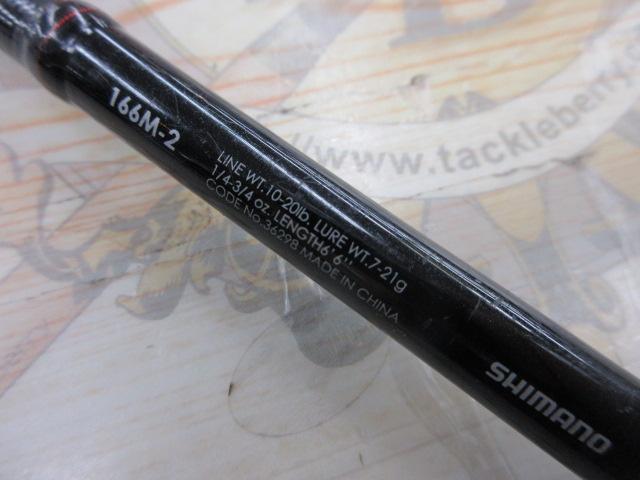 166M-2
LINE WT.10-20lb. LURE WT.7-21g
1/4-3/4 oz. LENGTH6'6"
CODE No.36298 MADE IN CHINA
SHIMANO
www.tackleberry